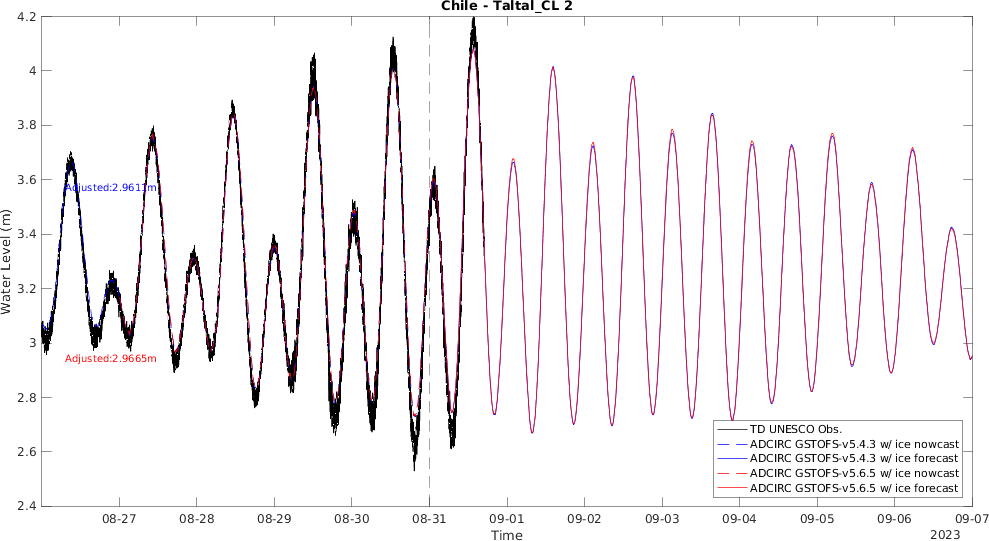 Chile - Taltal_CL 2
4.2
4
3.8
3.6
3.4
3.2
3
2.8
2.6
2.4
Water Level (m)
Adjusted:2.9611m
Adjusted:2.9665m
TD UNESCO Obs.
ADCIRC GSTOFS-v5.4.3 w/ ice nowcast
ADCIRC GSTOFS-v5.4.3 w/ ice forecast
ADCIRC GSTOFS-v5.6.5 w/ ice nowcast
ADCIRC GSTOFS-v5.6.5 w/ ice forecast
08-27 08-28 08-29 08-30 08-31 09-01 09-02 09-03 09-04 09-05 09-06 09-07
Time
2023